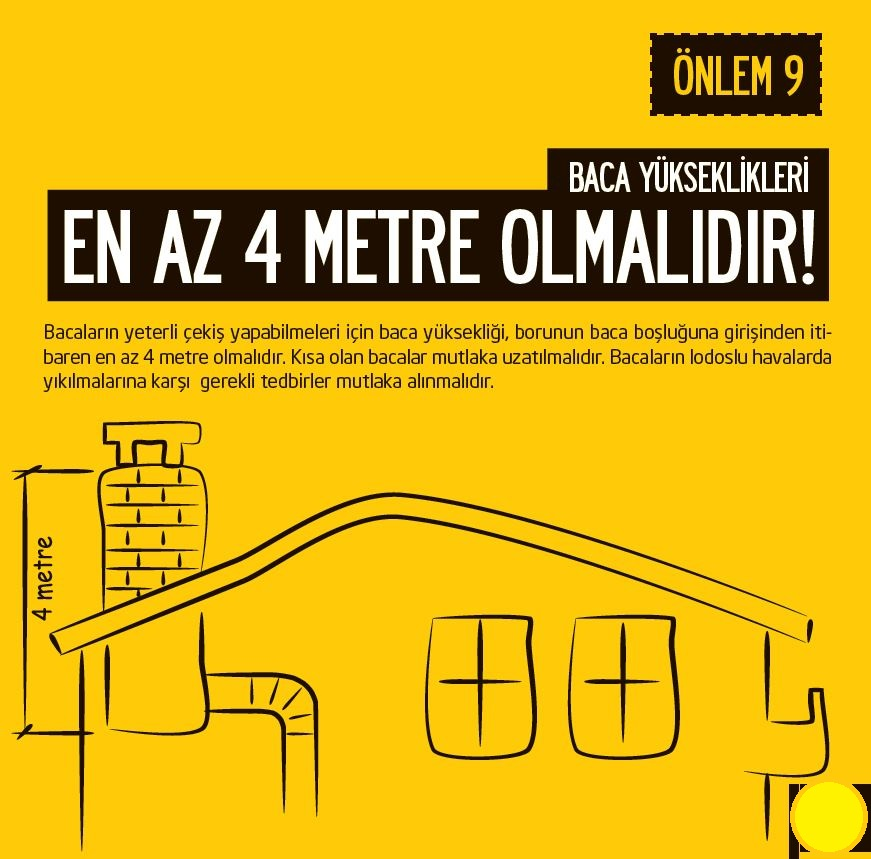 ÖNLEM 9
BACA YÜKSEKLİKLERİ
EN AZ 4 METRE OLMALIDIR!
Bacaların yeterli çekiş yapabilmeleri için baca yüksekliği, borunun baca boşluğuna girişinden iti-
baren en az 4 metre olmalıdır. Kısa olan bacalar mutlaka uzatılmalıdır. Bacaların lodoslu havalarda
yıkılmalarına karşı gerekli tedbirler mutlaka alınmalıdır.
4 metre